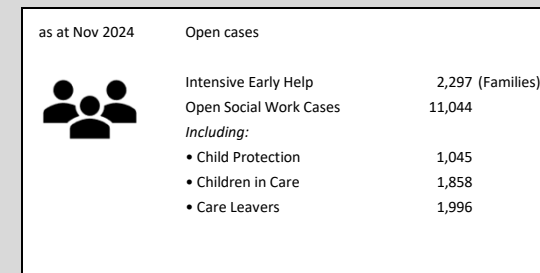 as at Nov 2024 Open cases
Intensive Early Help 2,297 (Families)
Open Social Work Cases 11,044
Including:
• Child Protection 1,045
• Children in Care 1,858
• Care Leavers 1,996